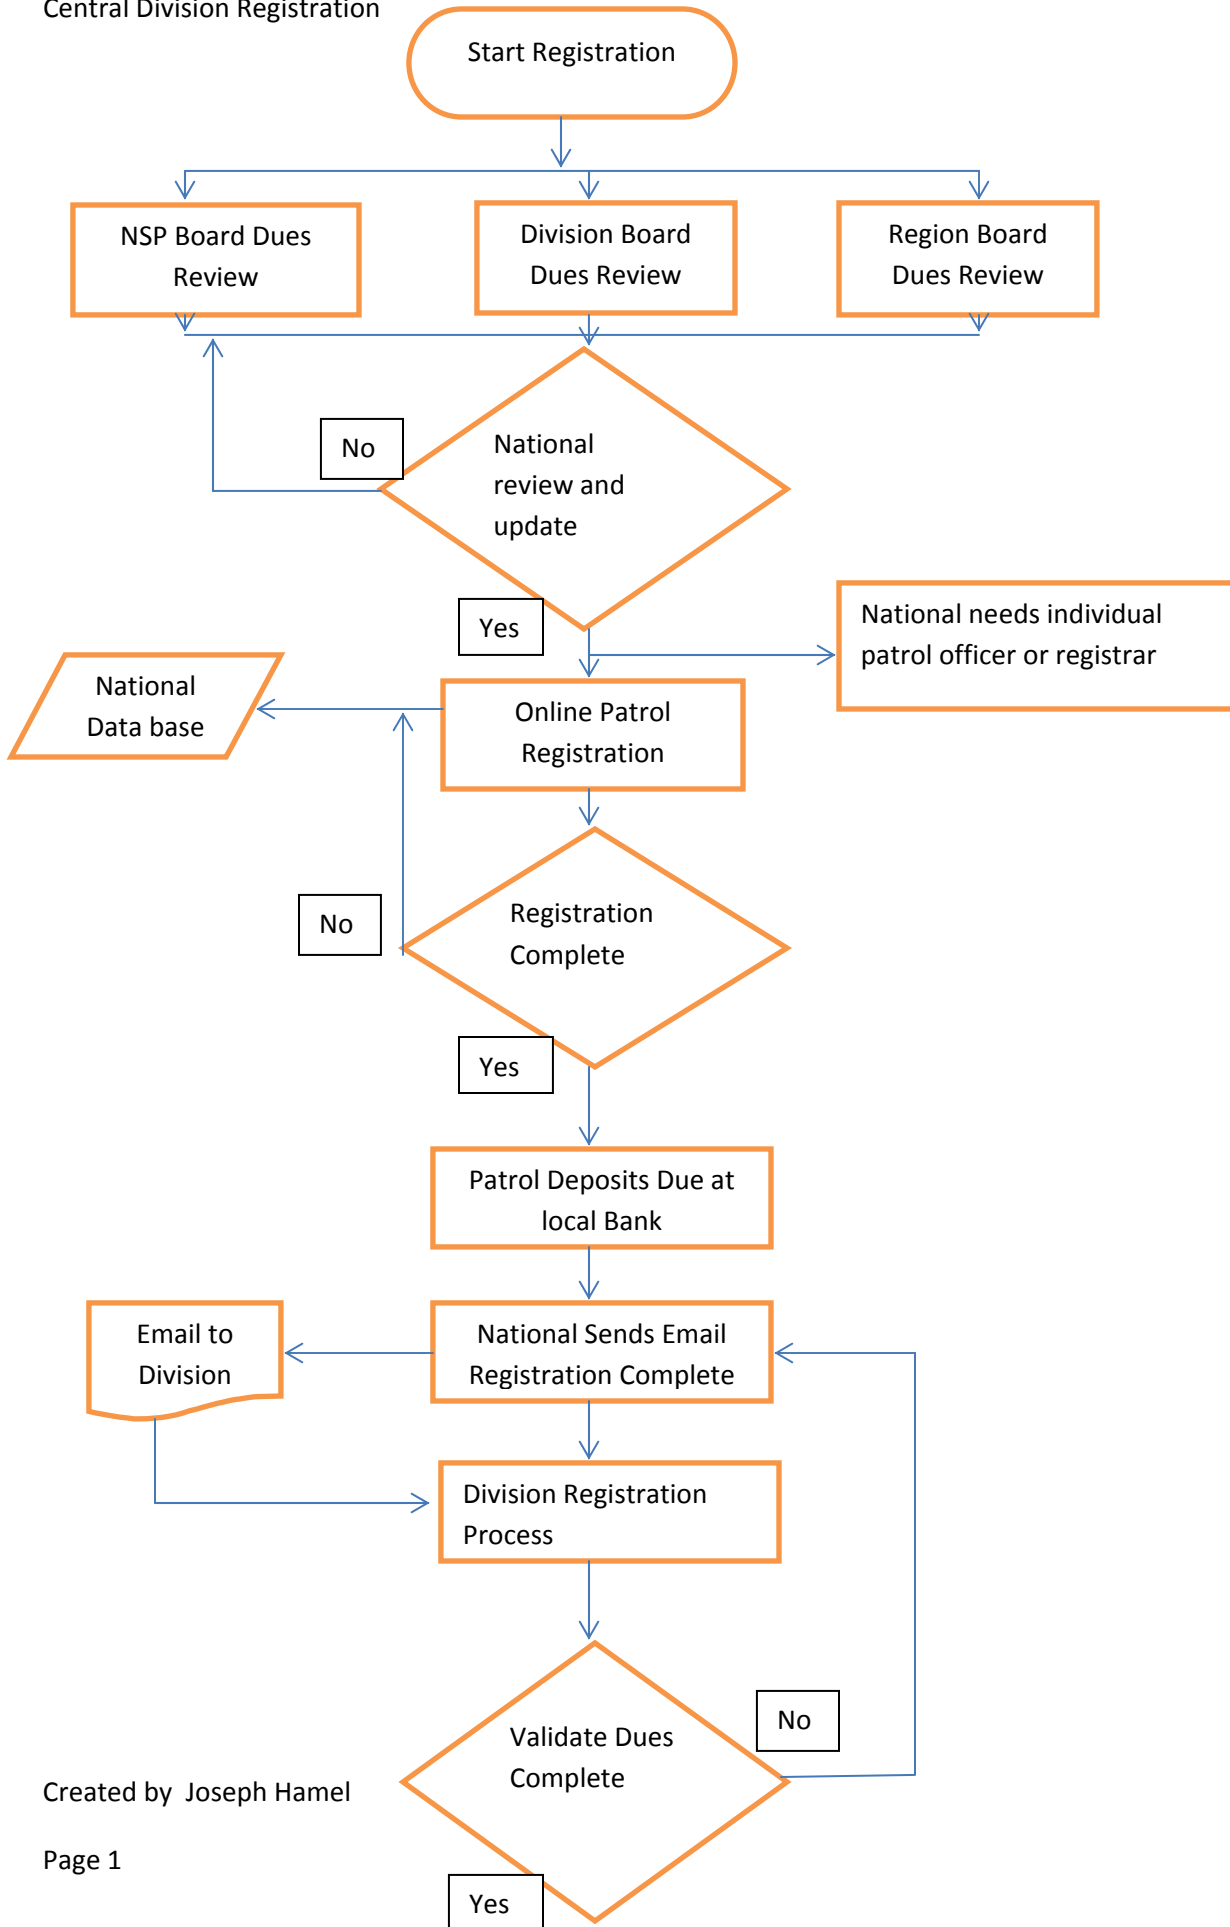 Central Division Registration
Start Registration
NSP Board Dues
Review
Division Board
Dues Review
Region Board
Dues Review
No
National
review and
update
Yes
National needs individual
patrol officer or registrar
National
Data base
Online Patrol
Registration
No
Registration
Complete
Yes
Patrol Deposits Due at
local Bank
Email to
Division
National Sends Email
Registration Complete
Division Registration
Process
No
Validate Dues
Complete
Created by  Joseph Hamel
Page 1
Yes